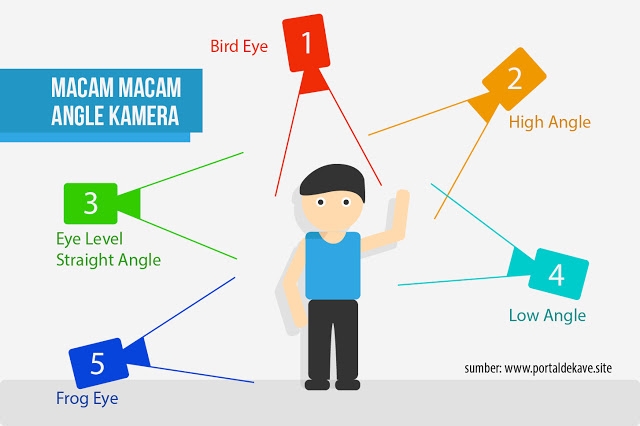 MACAM MACAM
ANGLE KAMERA
Bird Eye
1
2
High Angle
3
Eye Level
Straight Angle
4
Low Angle
5
Frog Eye
sumber: www.portaldekave.site